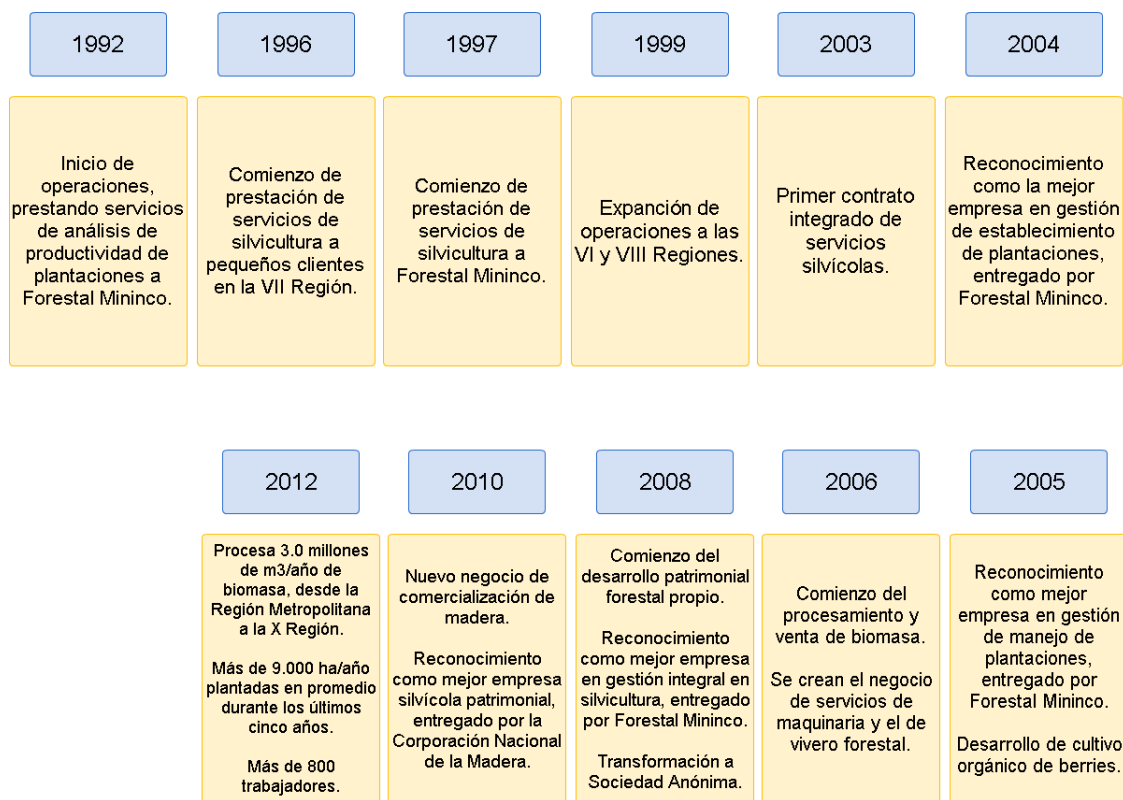 1992
Inicio de
operaciones,
prestando servicios
de análisis de
productividad de
plantaciones a
Forestal Mininco.
1996
Comienzo de
prestación de
servicios de
silvicultura a
pequeños clientes
en la VII Región.
1997
Comienzo de
prestación de
servicios de
silvicultura a
Forestal Mininco.
1999
Expanción de
operaciones a las
VI y VIII Regiones.
2003
Primer contrato
integrado de
servicios
silvícolas.
2004
Reconocimiento
como la mejor
empresa en gestión
de establecimiento
de plantaciones,
entregado por
Forestal Mininco.
2012
Procesa 3.0 millones
de m3/año de
biomasa, desde la
Región Metropolitana
a la X Región.
Más de 9.000 ha/año
plantadas en promedio
durante los últimos
cinco años.
Más de 800
trabajadores.
2010
Nuevo negocio de
comercialización de
madera.
Reconocimiento
como mejor empresa
silvícola patrimonial,
entregado por la
Corporación Nacional
de la Madera.
2008
Comienzo del
desarrollo patrimonial
forestal propio.
Reconocimiento
como mejor empresa
en gestión integral en
silvicultura, entregado
por Forestal Mininco.
Transformación a
Sociedad Anónima.
2006
Comienzo del
procesamiento y
venta de biomasa.
Se crean el negocio
de servicios de
maquinaria y el de
vivero forestal.
2005
Reconocimiento
como mejor
empresa en gestión
de manejo de
plantaciones,
entregado por
Forestal Mininco.
Desarrollo de cultivo
orgánico de berries.